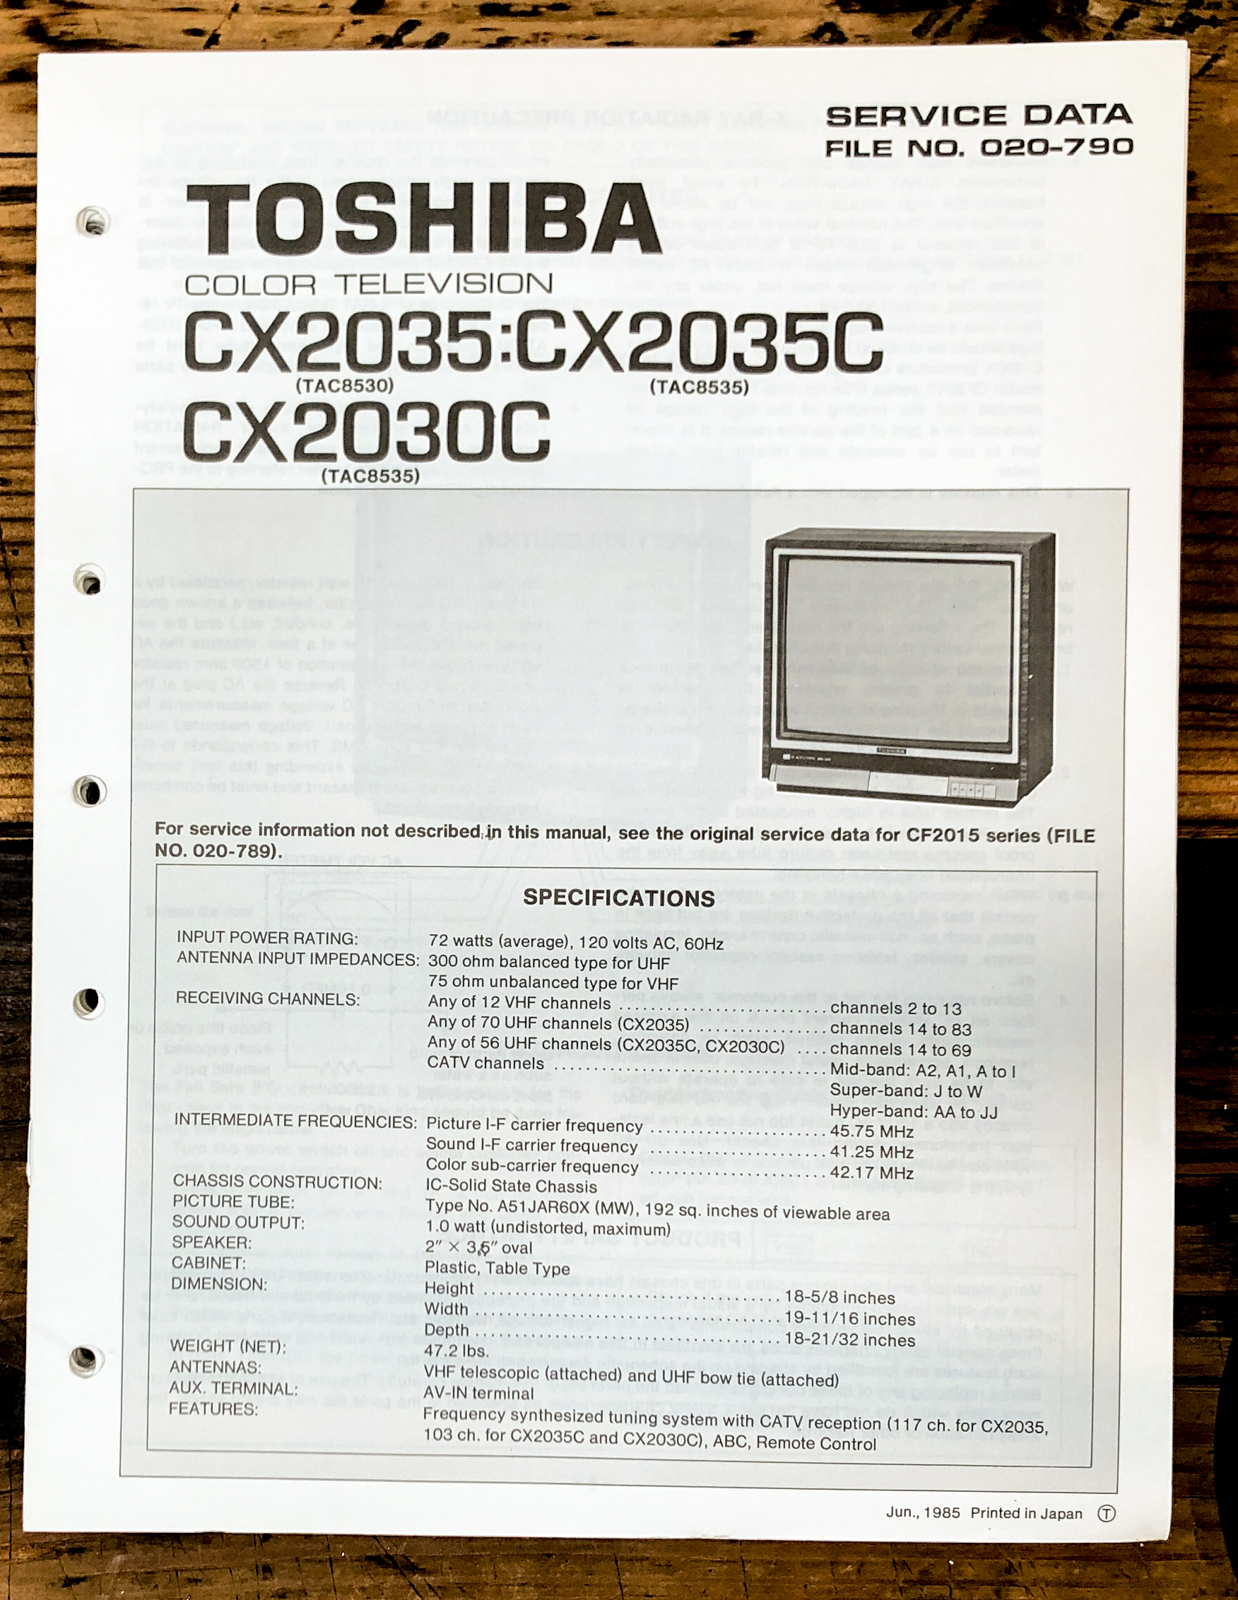 SERVICE DATA
FILE NO. 020-790
TOSHIBA
COLOR TELEVISION
CX2035:CX2035C
(TAC8530) (TAC8535)
CX2030C
(TAC8535)
TOSHIBA
For service information not described in this manual, see the original service data for CF2015 series (FILE
NO. 020-789).
SPECIFICATIONS
INPUT POWER RATING: 72 watts (average), 120 volts AC, 60Hz
ANTENNA INPUT IMPEDANCES: 300 ohm balanced type for UHF
75 ohm unbalanced type for VHF
RECEIVING CHANNELS: Any of 12 VHF channels ........................ channels 2 to 13
Any of 70 UHF channels (CX2035) .............. channels 14 to 83
Any of 56 UHF channels (CX2035C, CX2030C) .... channels 14 to 69
CATV channels ............................... Mid-band: A2, A1, A to I
Super-band: J to W
Hyper-band: AA to JJ
INTERMEDIATE FREQUENCIES: Picture I-F carrier frequency .................... 45.75 MHz
Sound I-F carrier frequency .................... 41.25 MHz
Color sub-carrier frequency .................... 42.17 MHz
CHASSIS CONSTRUCTION: IC-Solid State Chassis
PICTURE TUBE: Type No. A51JAR60X (MW), 192 sq. inches of viewable area
SOUND OUTPUT: 1.0 watt (undistorted, maximum)
SPEAKER: 2" × 3.5" oval
CABINET: Plastic, Table Type
DIMENSION: Height .................................. 18-5/8 inches
Width ................................... 19-11/16 inches
Depth ................................... 18-21/32 inches
WEIGHT (NET): 47.2 lbs.
ANTENNAS: VHF telescopic (attached) and UHF bow tie (attached)
AUX. TERMINAL: AV-IN terminal
FEATURES: Frequency synthesized tuning system with CATV reception (117 ch. for CX2035,
103 ch. for CX2035C and CX2030C), ABC, Remote Control
Jun., 1985 Printed in Japan Ⓣ